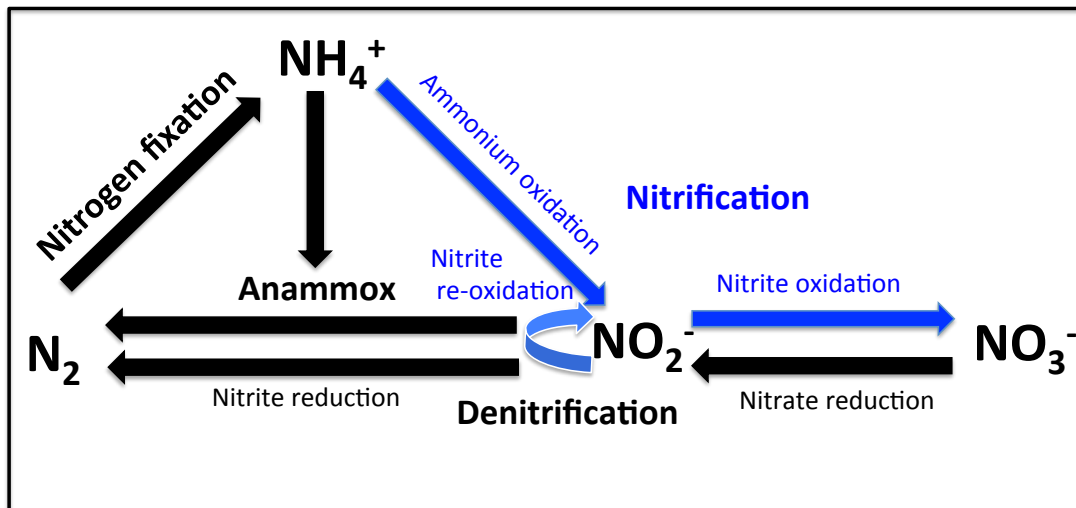 NH₄⁺
Nitrogen fixation
Ammonium oxidation
Nitrification
Nitrite
re-oxidation
Anammox
Nitrite oxidation
N₂
NO₂⁻
NO₃⁻
Nitrite reduction
Denitrification
Nitrate reduction